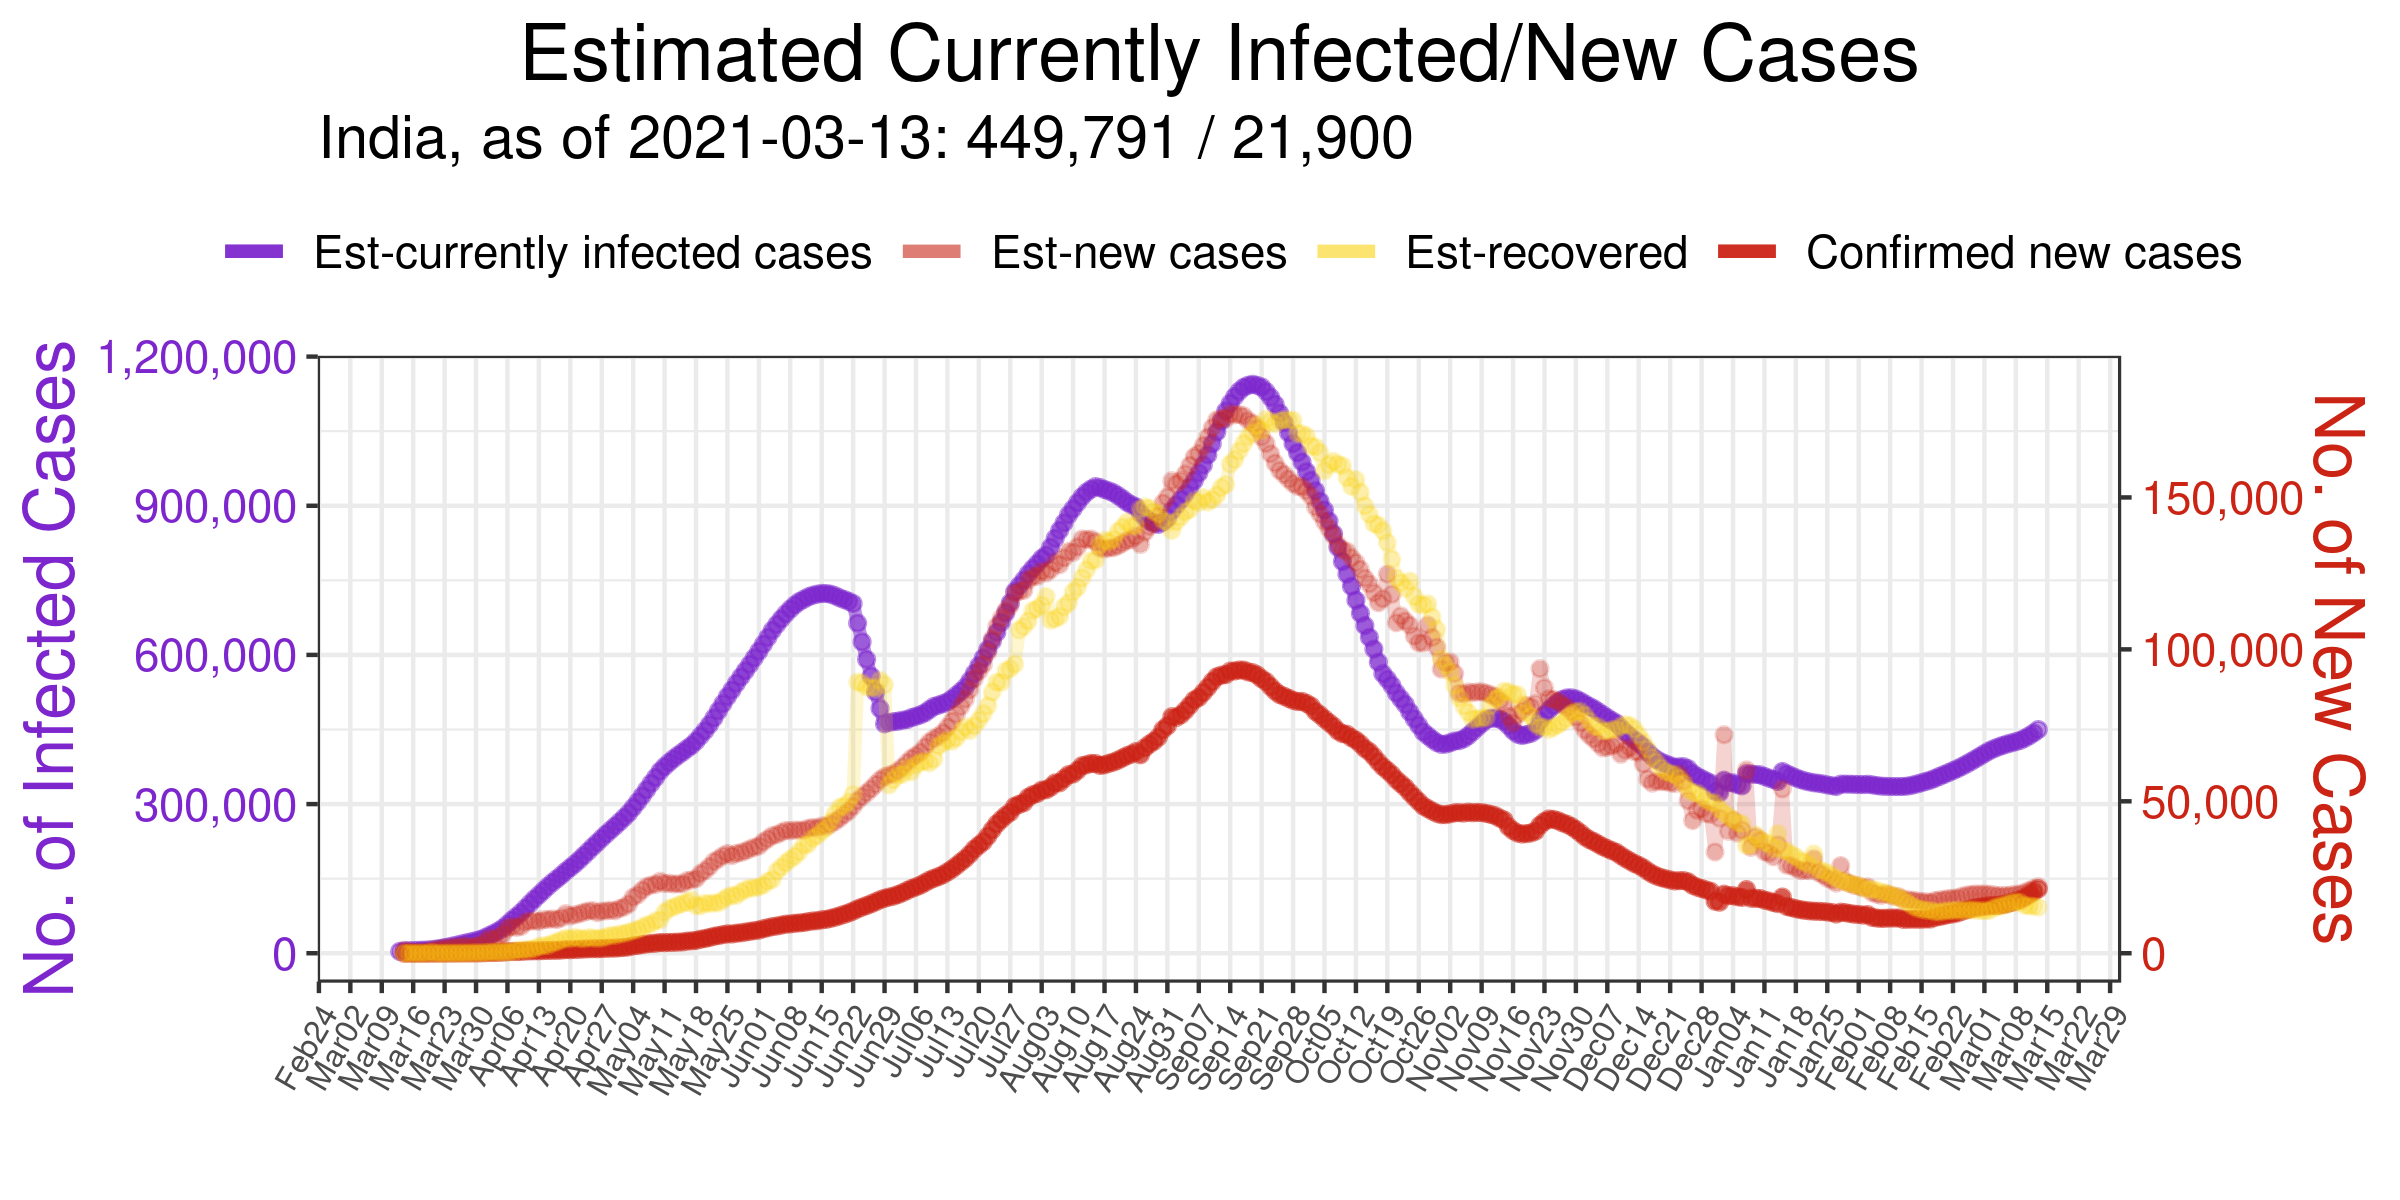 Estimated Currently Infected/New Cases
India, as of 2021-03-13: 449,791 / 21,900
Est-currently infected cases Est-new cases Est-recovered Confirmed new cases
No. of Infected Cases
1,200,000
900,000
600,000
300,000
0
150,000
100,000
50,000
0
No. of New Cases
Feb24
Mar02
Mar09
Mar16
Mar23
Mar30
Apr06
Apr13
Apr20
Apr27
May04
May11
May18
May25
Jun01
Jun08
Jun15
Jun22
Jun29
Jul06
Jul13
Jul20
Jul27
Aug03
Aug10
Aug17
Aug24
Aug31
Sep07
Sep14
Sep21
Sep28
Oct05
Oct12
Oct19
Oct26
Nov02
Nov09
Nov16
Nov23
Nov30
Dec07
Dec14
Dec21
Dec28
Jan04
Jan11
Jan18
Jan25
Feb01
Feb08
Feb15
Feb22
Mar01
Mar08
Mar15
Mar22
Mar29